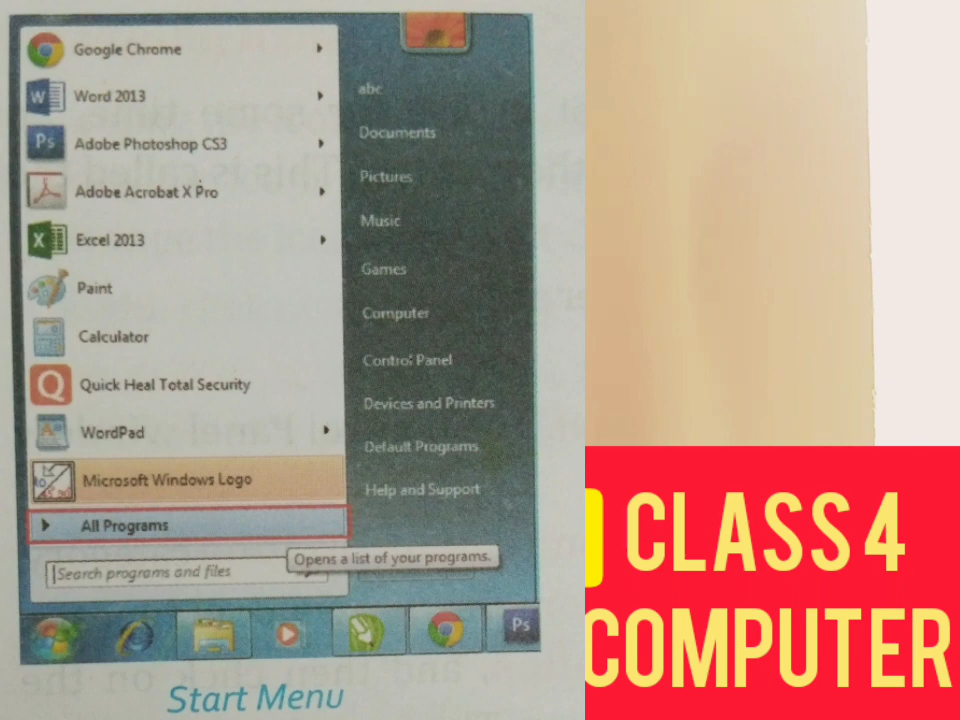 Google Chrome
Word 2013
Adobe Photoshop CS3
Adobe Acrobat X Pro
Excel 2013
Paint
Calculator
Quick Heal Total Security
WordPad
Microsoft Windows Logo
All Programs
Search programs and files
abc
Documents
Pictures
Music
Games
Computer
Control Panel
Devices and Printers
Default Programs
Help and Support
Opens a list of your programs.
Ps
Ps
Start Menu
CLASS 4
COMPUTER